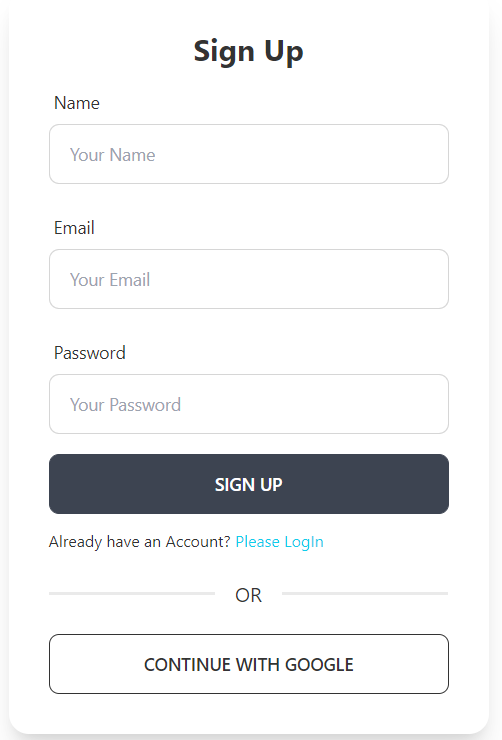 Sign Up
Name
Your Name
Email
Your Email
Password
Your Password
SIGN UP
Already have an Account? Please LogIn
OR
CONTINUE WITH GOOGLE